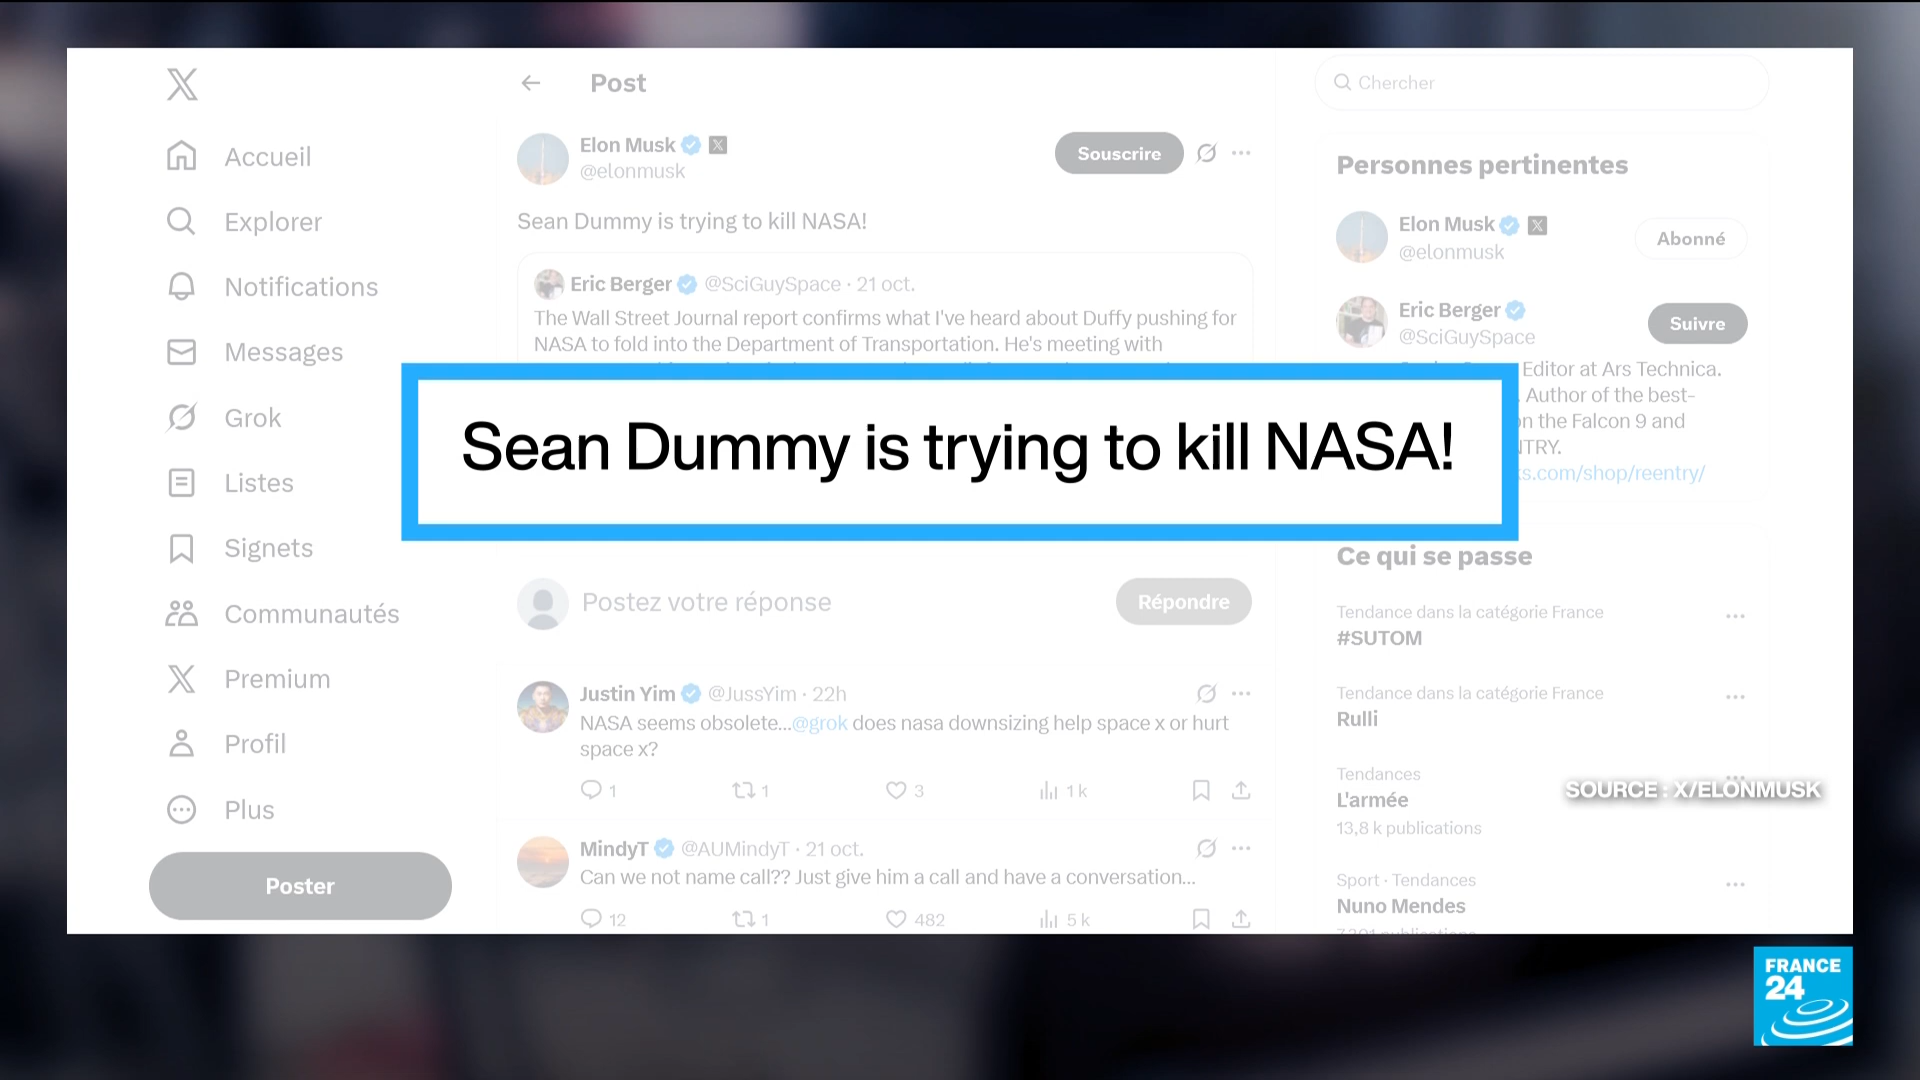 Post
Chercher
Accueil
Explorer
Notifications
Messages
Grok
Listes
Signets
Communautés
Premium
Profil
Plus
Poster
Elon Musk
@elonmusk
Souscrire
Sean Dummy is trying to kill NASA!
Eric Berger @SciGuySpace · 21 oct.
The Wall Street Journal report confirms what I've heard about Duffy pushing for
NASA to fold into the Department of Transportation. He's meeting with
Sean Dummy is trying to kill NASA!
Postez votre réponse
Répondre
Justin Yim @JussYim · 22h
NASA seems obsolete...@grok does nasa downsizing help space x or hurt
space x?
1 1 3 1 k
MindyT @AUMindyT · 21 oct.
Can we not name call?? Just give him a call and have a conversation...
12 1 482 5 k
Personnes pertinentes
Elon Musk
@elonmusk
Abonné
Eric Berger
@SciGuySpace
Suivre
Editor at Ars Technica.
Author of the best-
on the Falcon 9 and
ks.com/shop/reentry/
Ce qui se passe
Tendance dans la catégorie France
#SUTOM
Tendance dans la catégorie France
Rulli
Tendances
L'armée
13,8 k publications
Sport · Tendances
Nuno Mendes
SOURCE : X/ELONMUSK
FRANCE
24